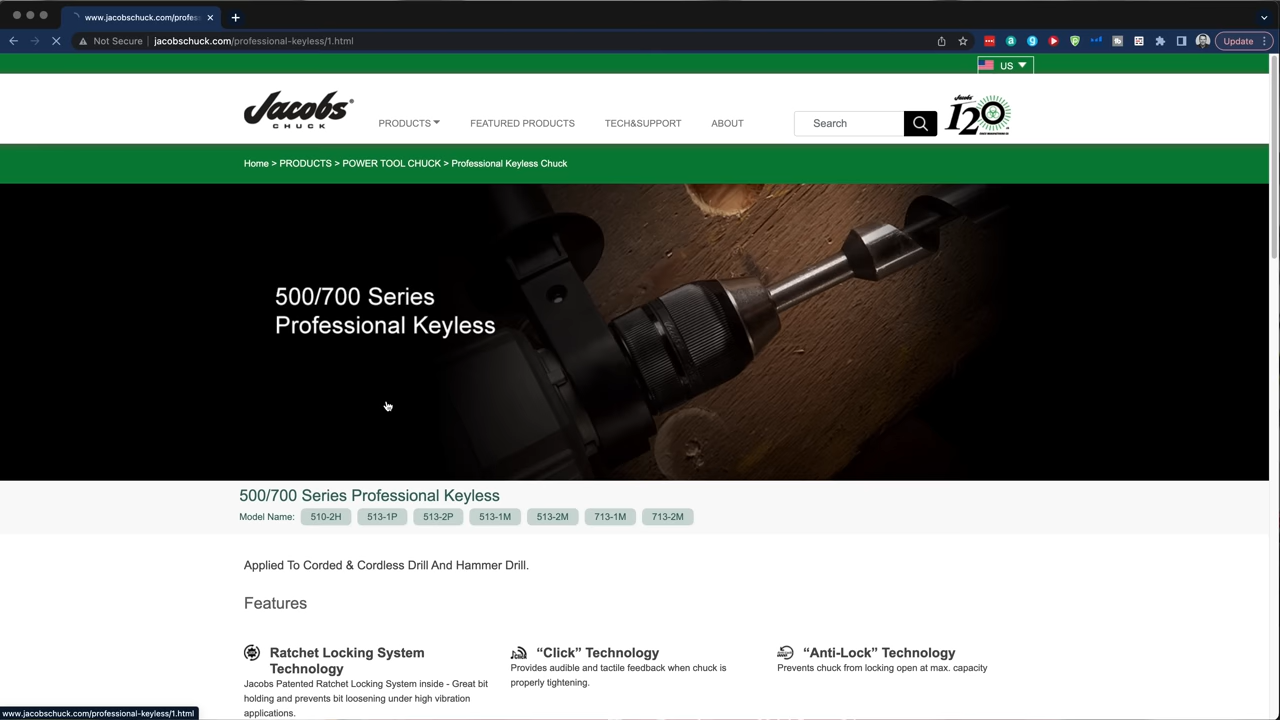 www.jacobschuck.com/profes
Not Secure
jacobschuck.com/professional-keyless/1.html
Update
US
Jacobs®
CHUCK
PRODUCTS
FEATURED PRODUCTS
TECH&SUPPORT
ABOUT
Search
Jacobs
120
Home > PRODUCTS > POWER TOOL CHUCK > Professional Keyless Chuck
500/700 Series
Professional Keyless
500/700 Series Professional Keyless
Model Name: 510-2H 513-1P 513-2P 513-1M 513-2M 713-1M 713-2M
Applied To Corded & Cordless Drill And Hammer Drill.
Features
Ratchet Locking System
Technology
Jacobs Patented Ratchet Locking System inside - Great bit
holding and prevents bit loosening under high vibration
applications.
“Click” Technology
Provides audible and tactile feedback when chuck is
properly tightening.
“Anti-Lock” Technology
Prevents chuck from locking open at max. capacity
www.jacobschuck.com/professional-keyless/1.html